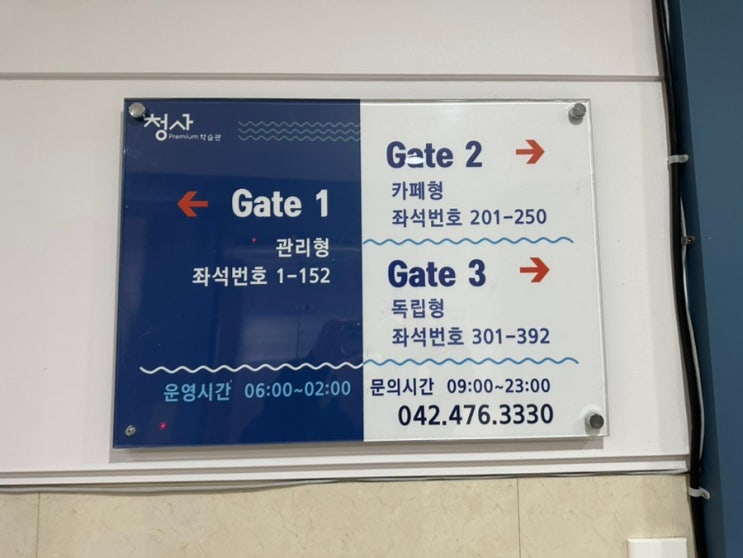 청사
Premium 학습관
Gate 1
관리형
좌석번호 1-152
운영시간 06:00~02:00
Gate 2
카페형
좌석번호 201-250
Gate 3
독립형
좌석번호 301-392
문의시간 09:00~23:00
042.476.3330